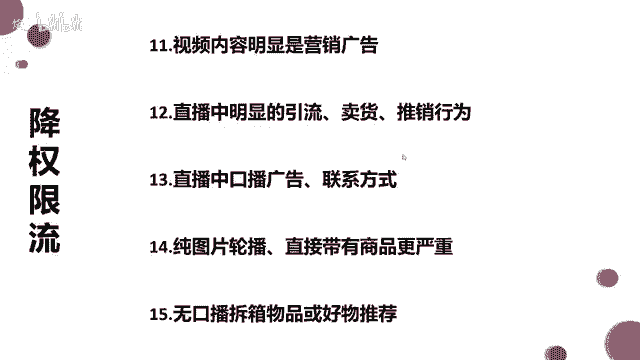 11.视频内容明显是营销广告
12.直播中明显的引流、卖货、推销行为
降权限流
13.直播中口播广告、联系方式
14.纯图片轮播、直接带有商品更严重
15.无口播拆箱物品或好物推荐